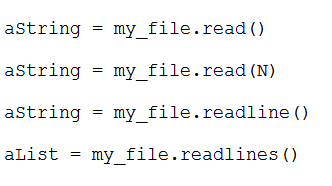 aString = my_file.read()
aString = my_file.read(N)
aString = my_file.readline()
aList = my_file.readlines()